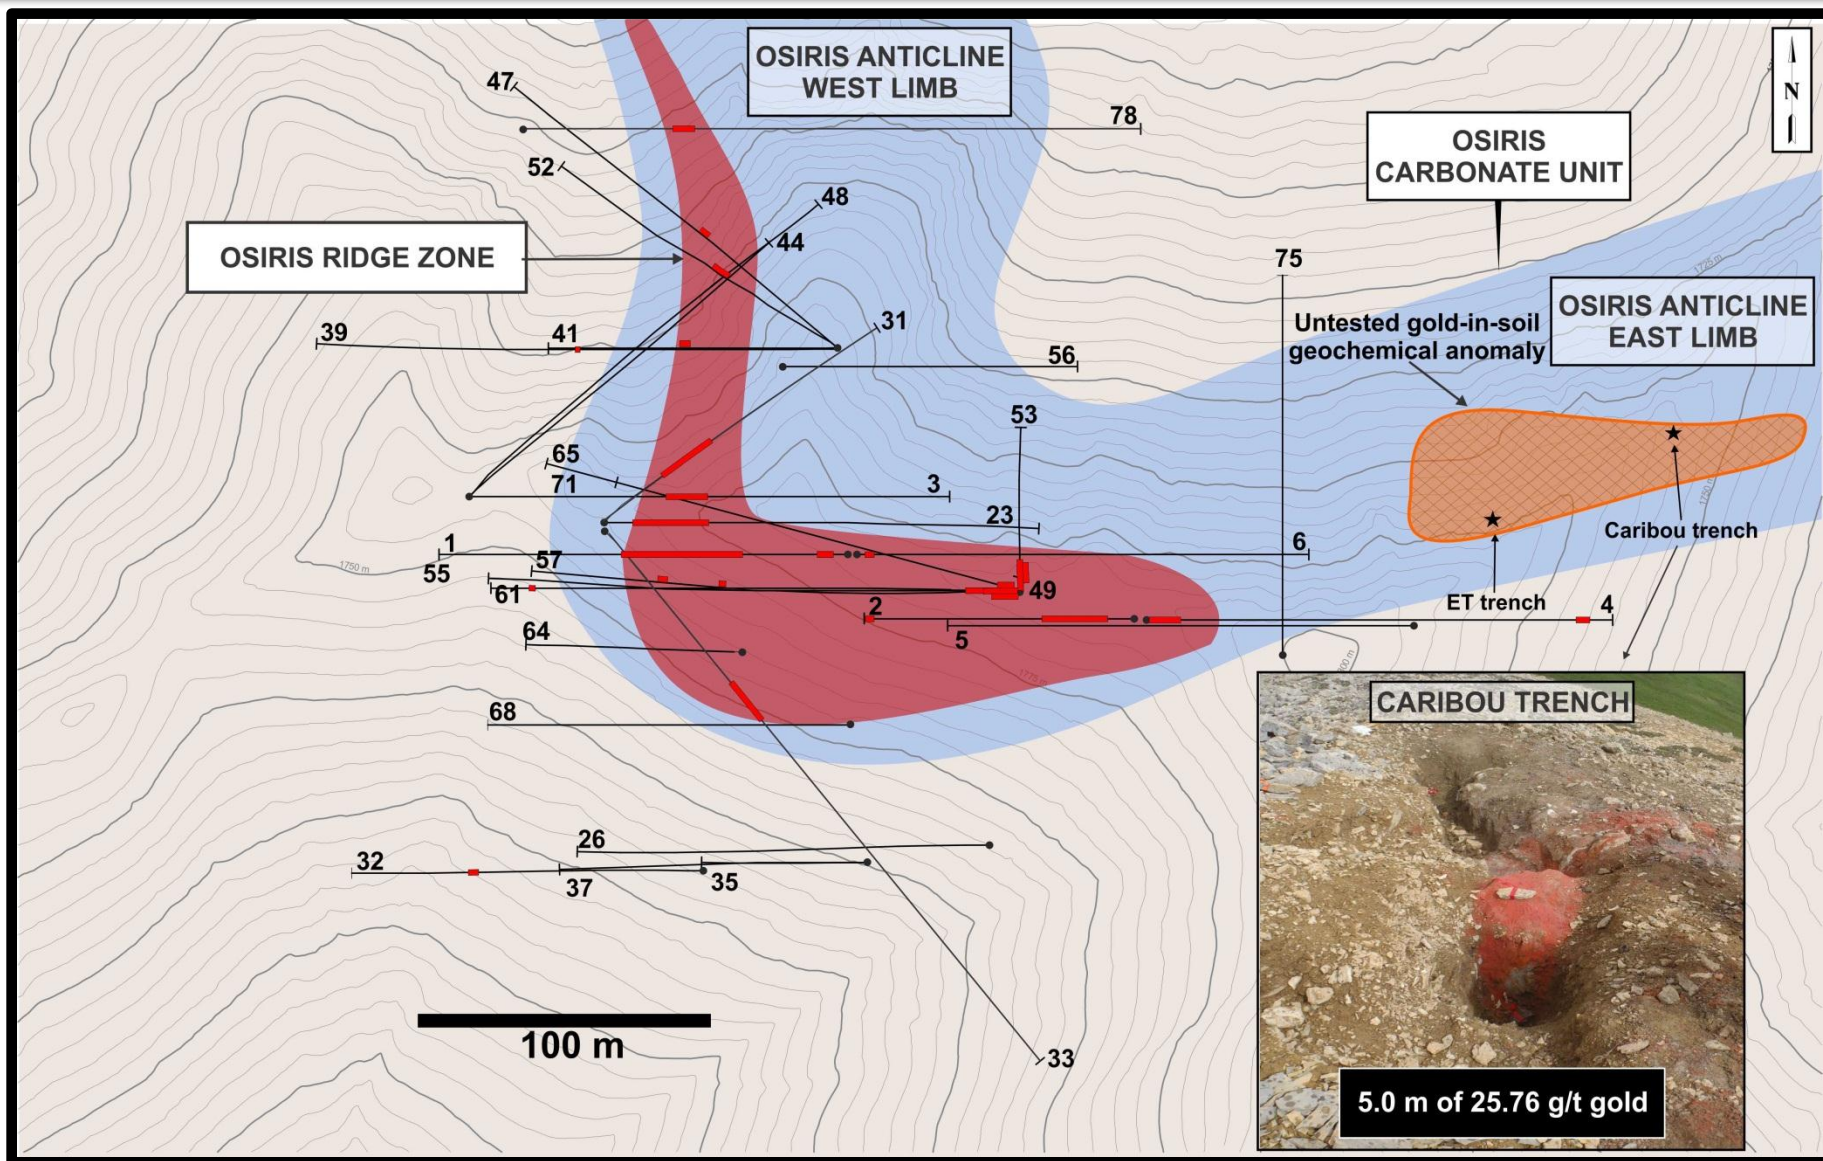 OSIRIS ANTICLINE
WEST LIMB
N
47
78
OSIRIS
CARBONATE UNIT
52
48
44
OSIRIS RIDGE ZONE
75
1725 m
OSIRIS ANTICLINE
EAST LIMB
31
Untested gold-in-soil
geochemical anomaly
39
41
56
53
65
71
3
1750 m
23
Caribou trench
1
6
57
1750 m
55
61
49
ET trench
2
4
5
64
1775 m
CARIBOU TRENCH
68
26
32
37
35
100 m
33
5.0 m of 25.76 g/t gold